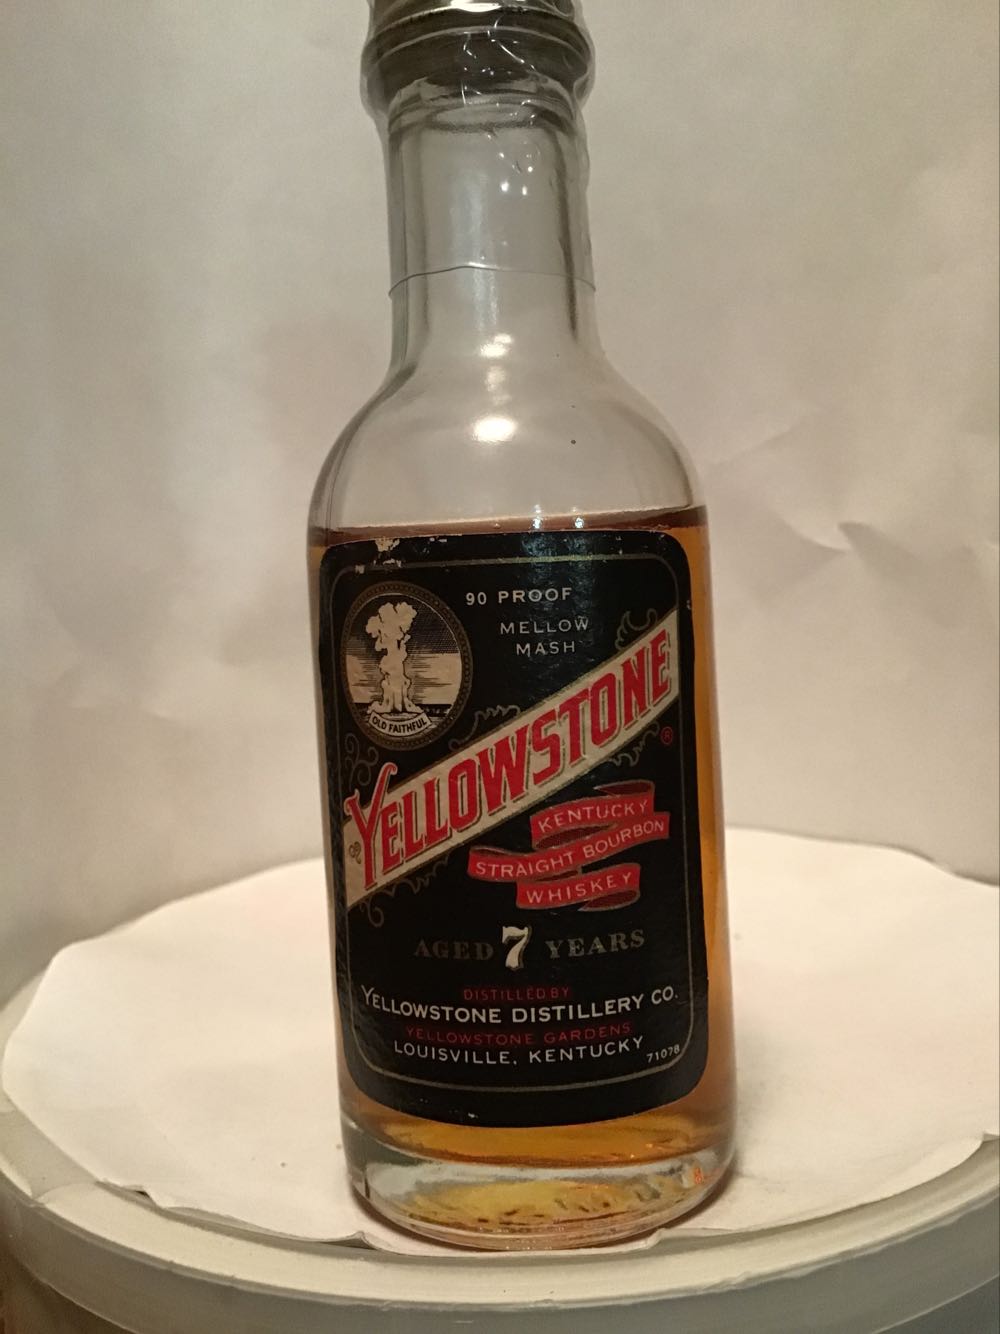 90 PROOF
MELLOW
MASH
OLD FAITHFUL
YELLOWSTONE
®
KENTUCKY
STRAIGHT BOURBON
WHISKEY
AGED 7 YEARS
DISTILLED BY
YELLOWSTONE DISTILLERY CO.
YELLOWSTONE GARDENS
LOUISVILLE, KENTUCKY
71078